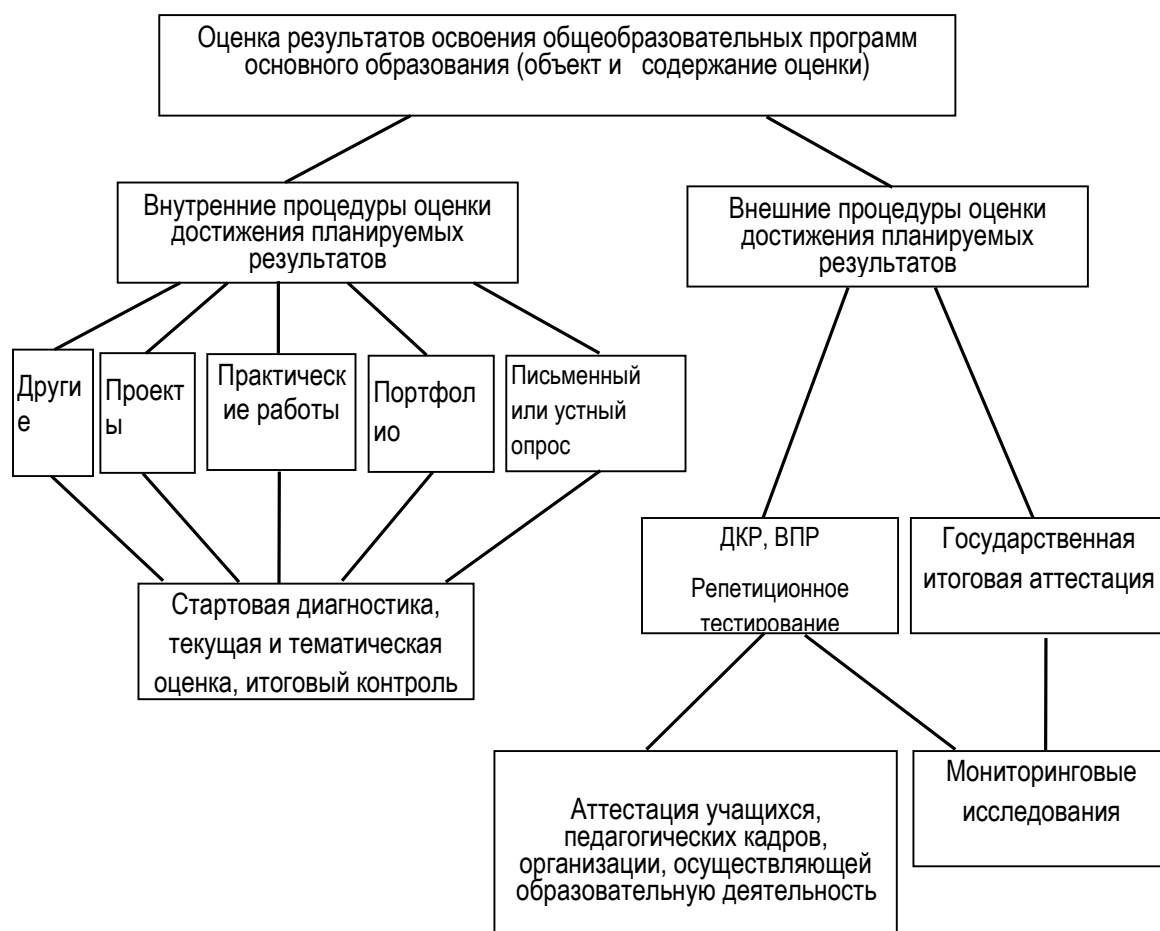 Оценка результатов освоения общеобразовательных программ
основного образования (объект и содержание оценки)
Внутренние процедуры оценки
достижения планируемых
результатов
Внешние процедуры оценки
достижения планируемых
результатов
Други
е
Проект
ы
Практическ
ие работы
Портфол
ио
Письменный
или устный
опрос
ДКР, ВПР
Репетиционное
тестирование
Государственная
итоговая аттестация
Стартовая диагностика,
текущая и тематическая
оценка, итоговый контроль
Аттестация учащихся,
педагогических кадров,
организации, осуществляющей
образовательную деятельность
Мониторинговые
исследования